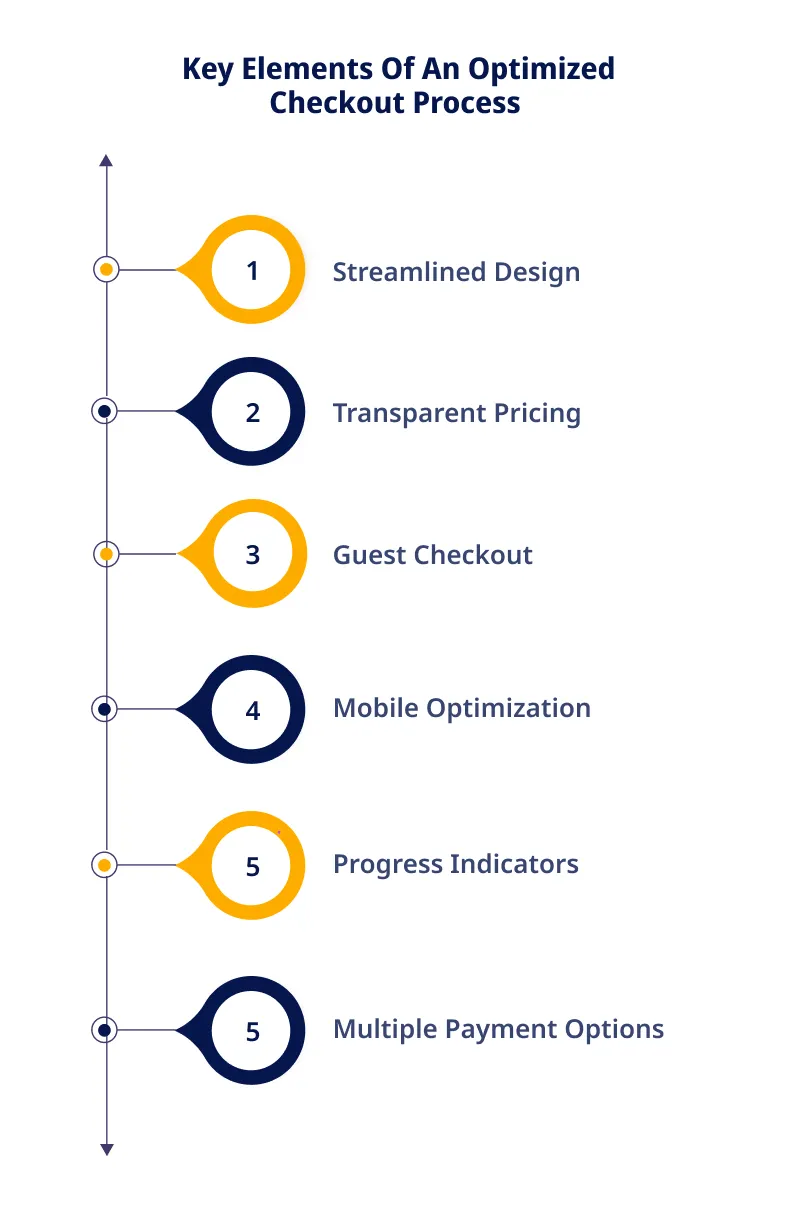 Key Elements Of An Optimized
Checkout Process
1 Streamlined Design
2 Transparent Pricing
3 Guest Checkout
4 Mobile Optimization
5 Progress Indicators
5 Multiple Payment Options